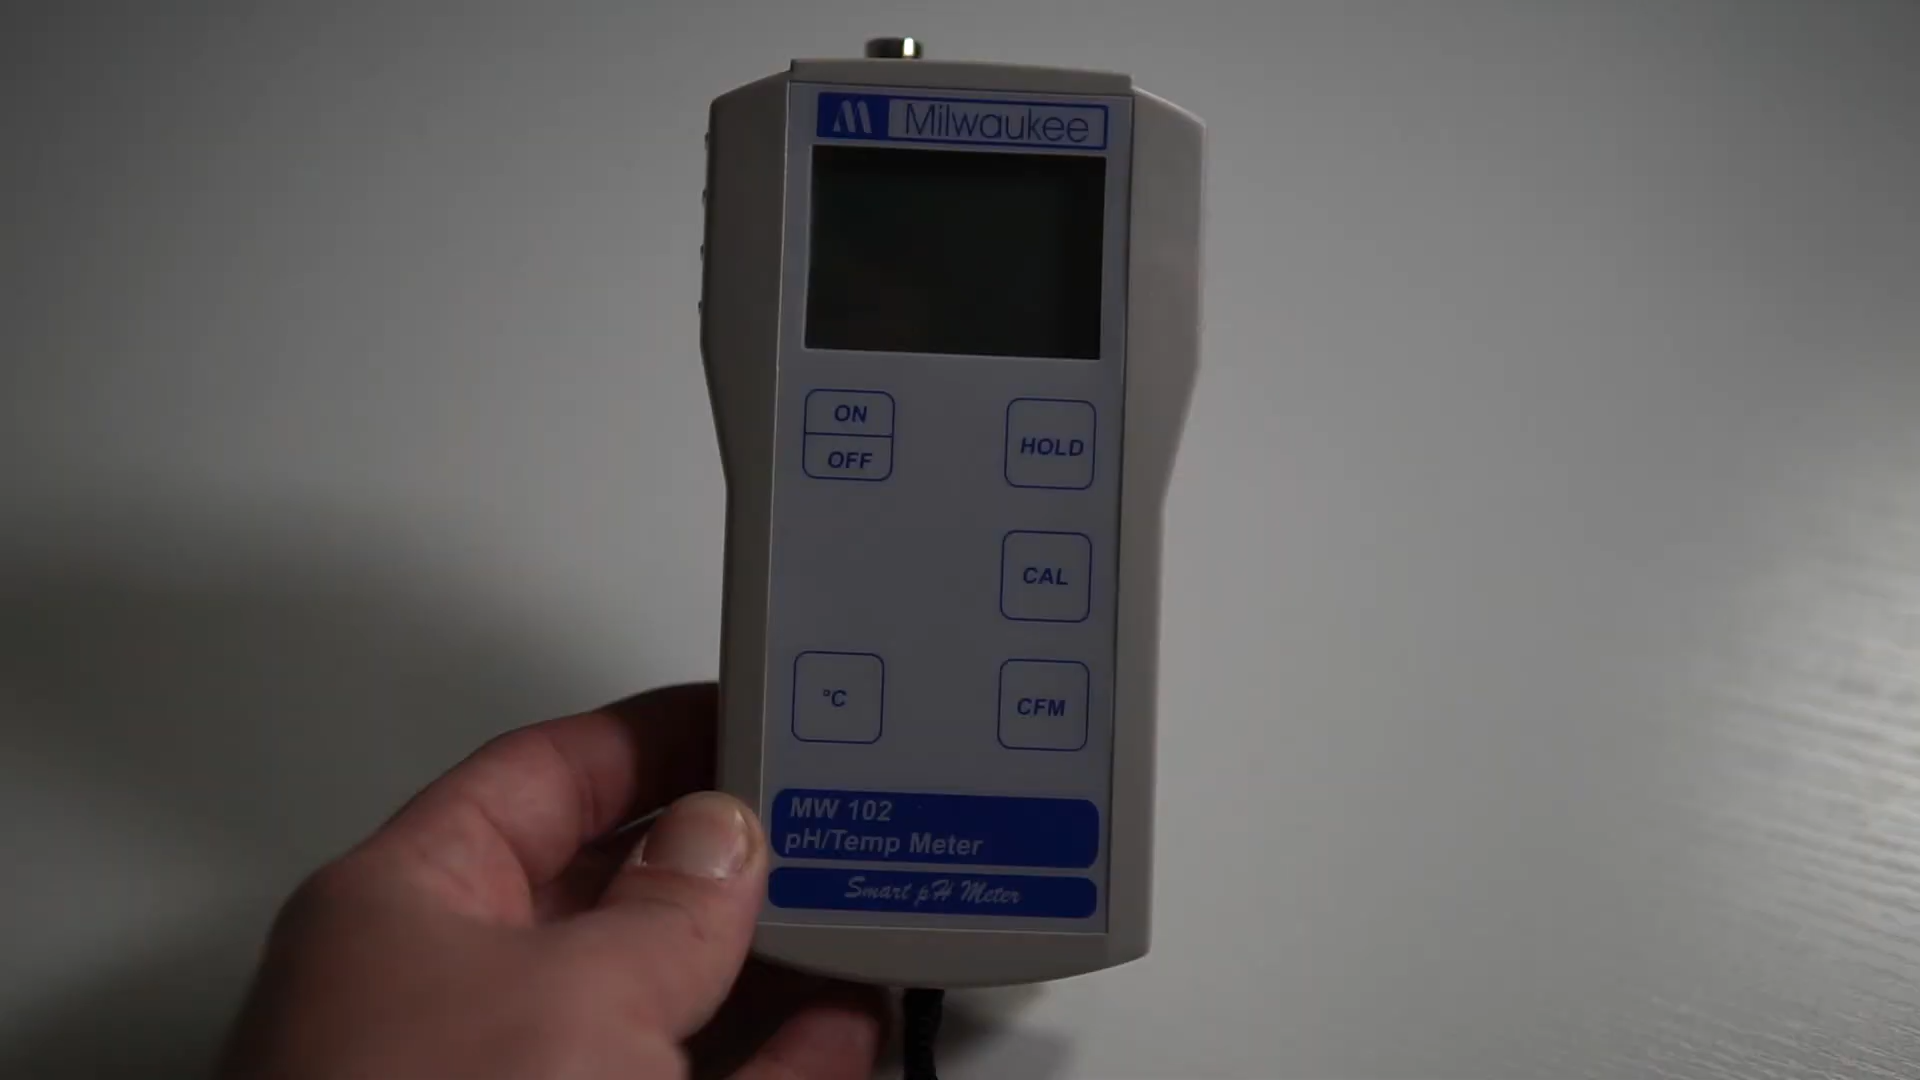 Milwaukee
ON
OFF
HOLD
CAL
°C
CFM
MW 102
pH/Temp Meter
Smart pH Meter